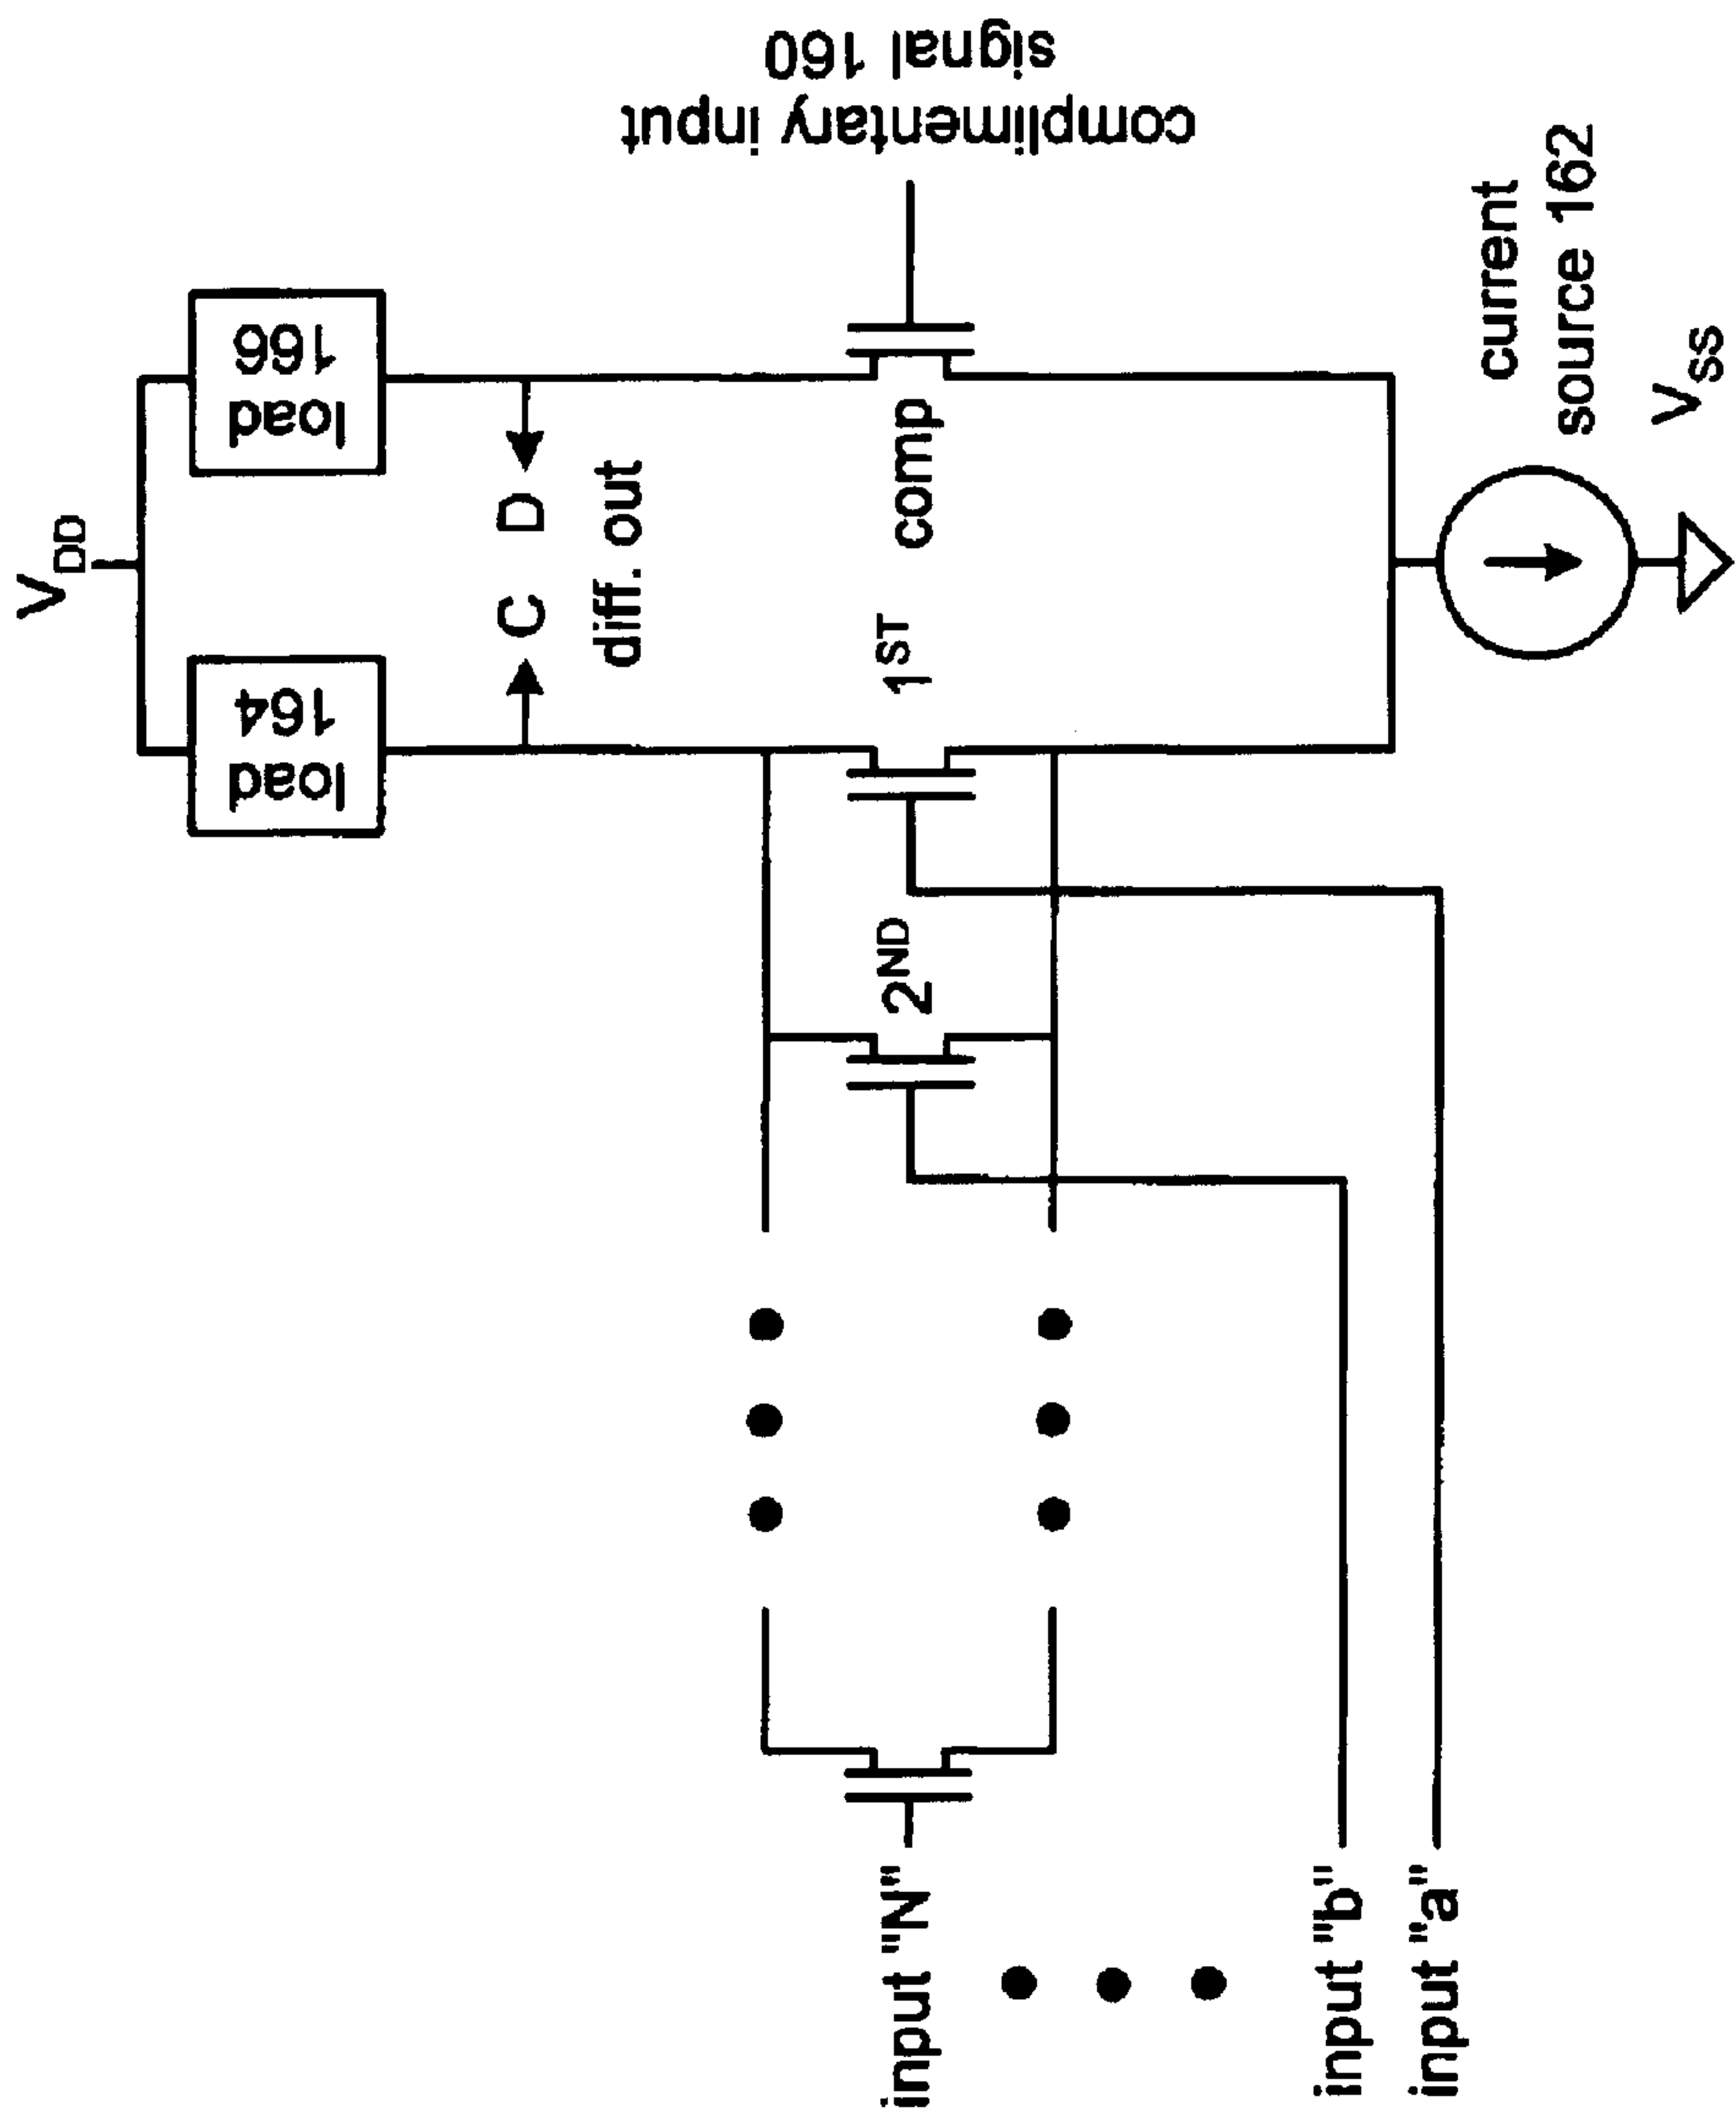 V_DD
load
164
load
166
C D
diff. out
1ST
comp
2ND
complimentary input
signal 160
current
source 162
V_SS
input "N"
input "b"
input "a"